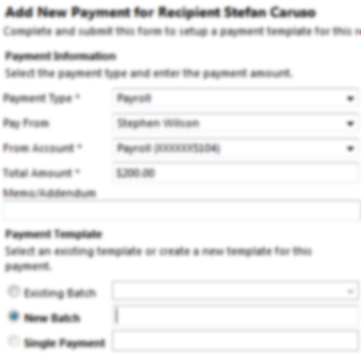 Add New Payment for Recipient Stefan Caruso
Complete and submit this form to setup a payment template for this
Payment Information
Select the payment type and enter the payment amount.
Payment Type * Payroll
Pay From Stephen Wilson
From Account * Payroll (XXXXXX5104)
Total Amount * $200.00
Memo/Addendum
Payment Template
Select an existing template or create a new template for this
payment.
Existing Batch
New Batch
Single Payment